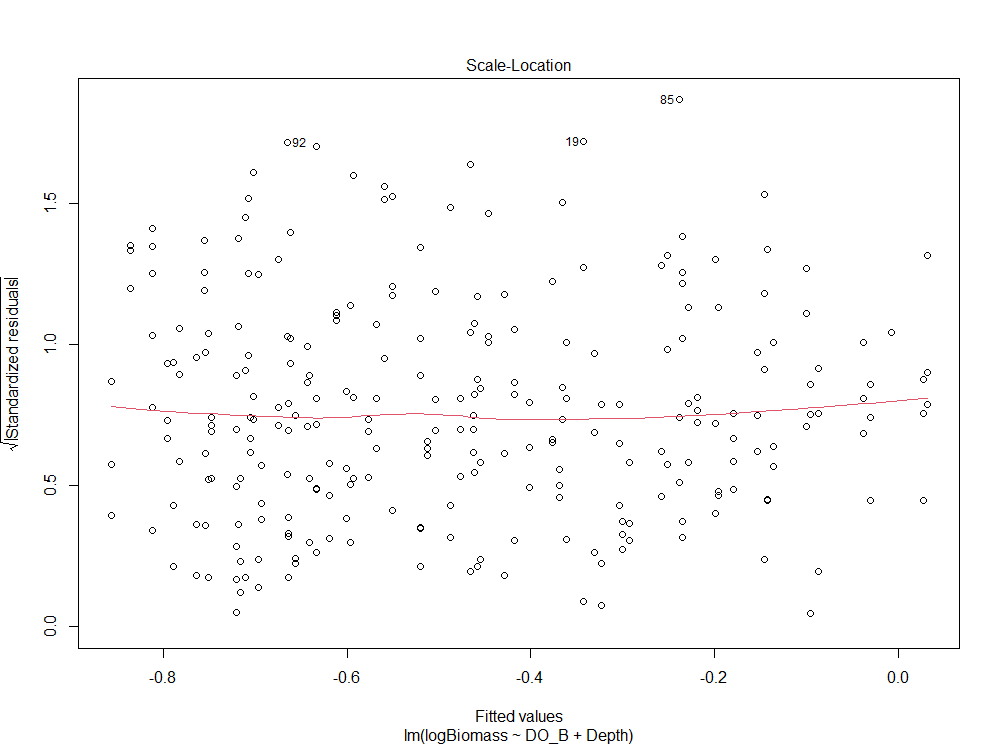 Scale-Location
85
92
19
1.5
1.0
0.5
0.0
√|Standardized residuals|
-0.8 -0.6 -0.4 -0.2 0.0
Fitted values
lm(logBiomass ~ DO_B + Depth)